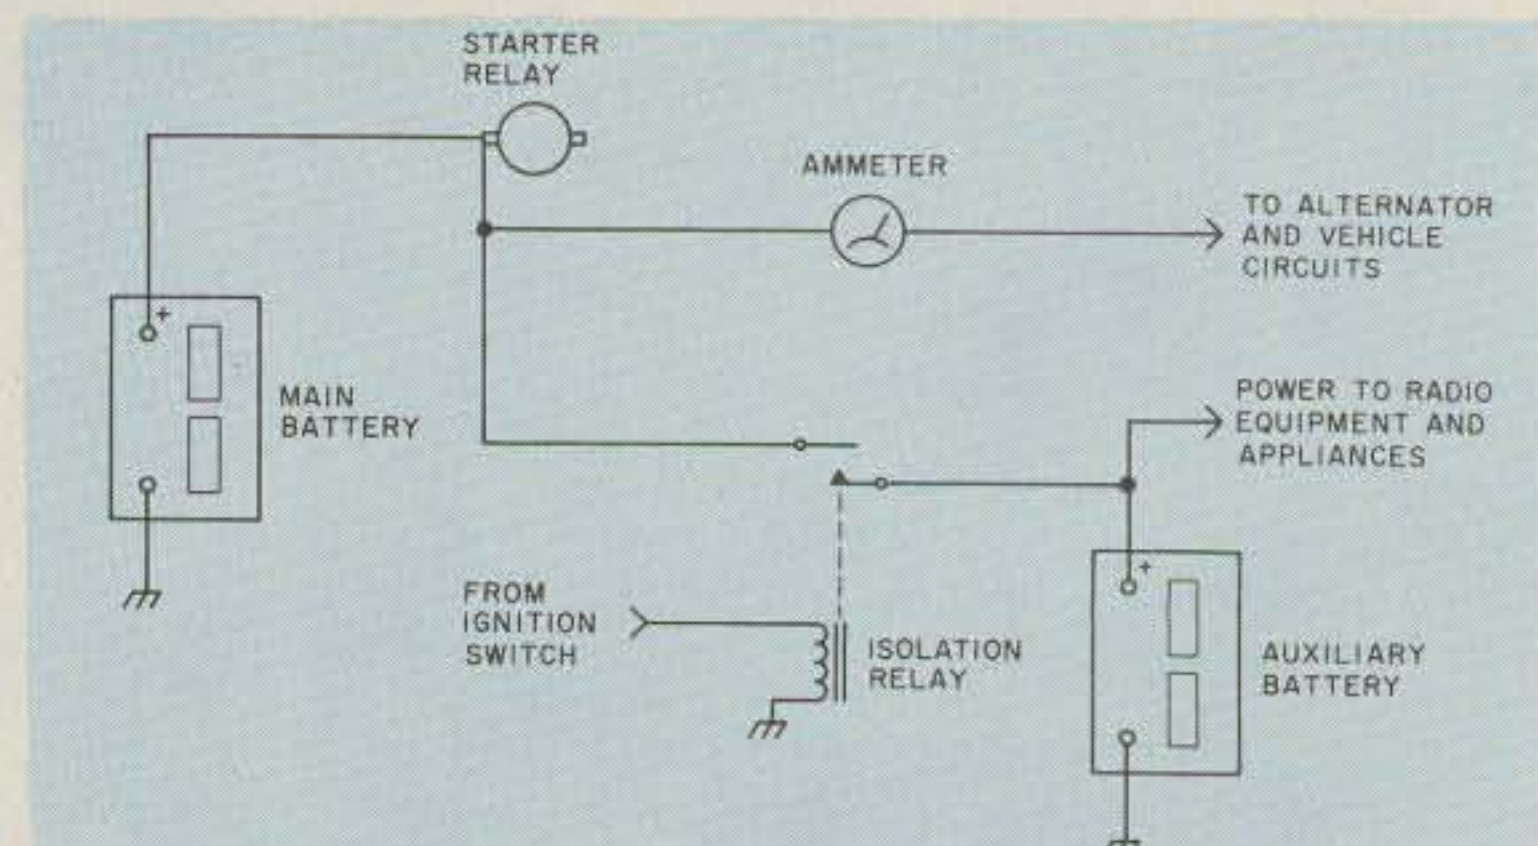 STARTER
RELAY
AMMETER
TO ALTERNATOR
AND VEHICLE
CIRCUITS
+
MAIN
BATTERY
POWER TO RADIO
EQUIPMENT AND
APPLIANCES
FROM
IGNITION
SWITCH
ISOLATION
RELAY
+
AUXILIARY
BATTERY